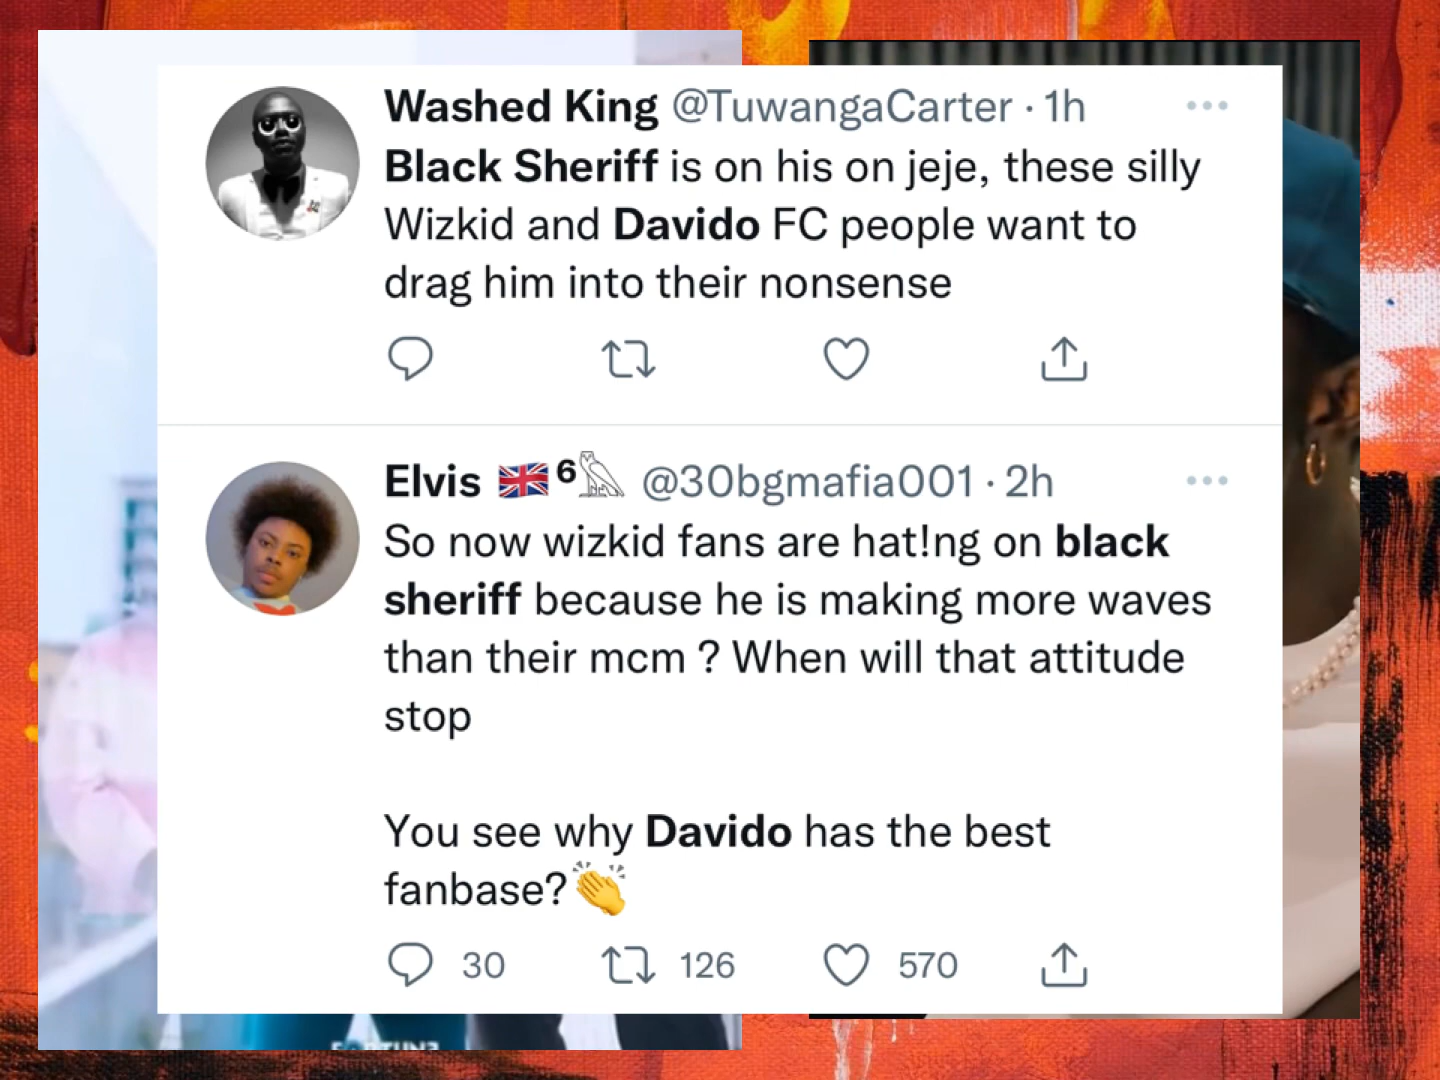 Washed King @TuwangaCarter · 1h
Black Sheriff is on his on jeje, these silly
Wizkid and Davido FC people want to
drag him into their nonsense
Elvis 🇬🇧⁶𓅓 @30bgmafia001 · 2h
So now wizkid fans are hat!ng on black
sheriff because he is making more waves
than their mcm ? When will that attitude
stop
You see why Davido has the best
fanbase?👏
30 126 570